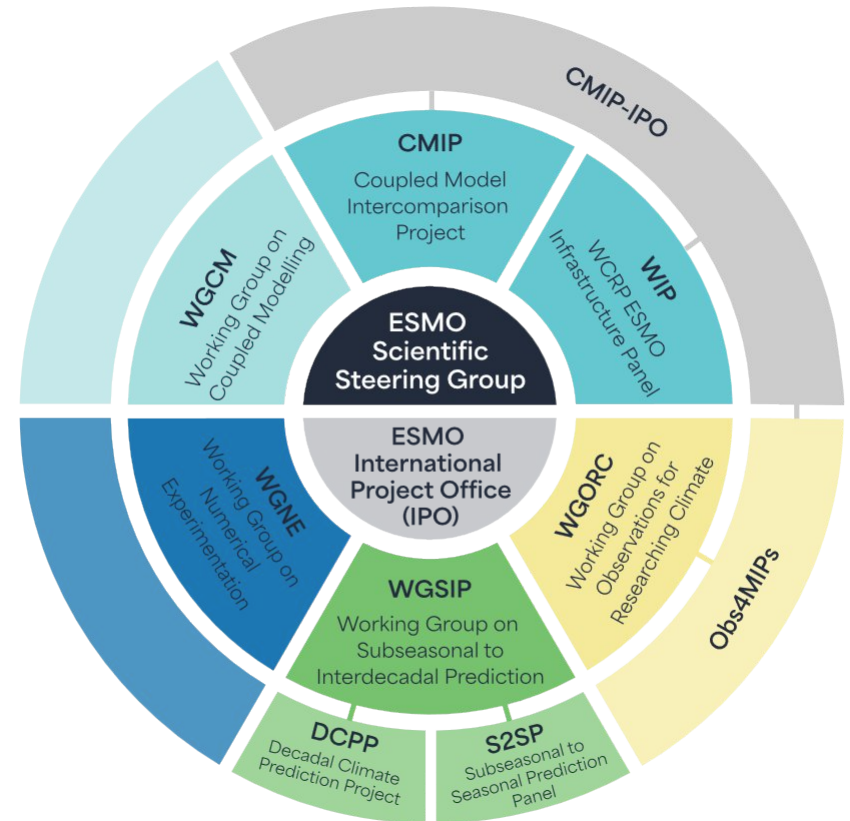 CMIP-IPO
CMIP
Coupled Model
Intercomparison
Project
WIP
WCRP ESMO
Infrastructure Panel
WGCM
Working Group on
Coupled Modelling
ESMO
Scientific
Steering Group
ESMO
International
Project Office
(IPO)
WGNE
Working Group on
Numerical
Experimentation
WGORC
Working Group on
Observations for
Researching Climate
Obs4MIPs
WGSIP
Working Group on
Subseasonal to
Interdecadal Prediction
DCPP
Decadal Climate
Prediction Project
S2SP
Subseasonal to
Seasonal Prediction
Panel